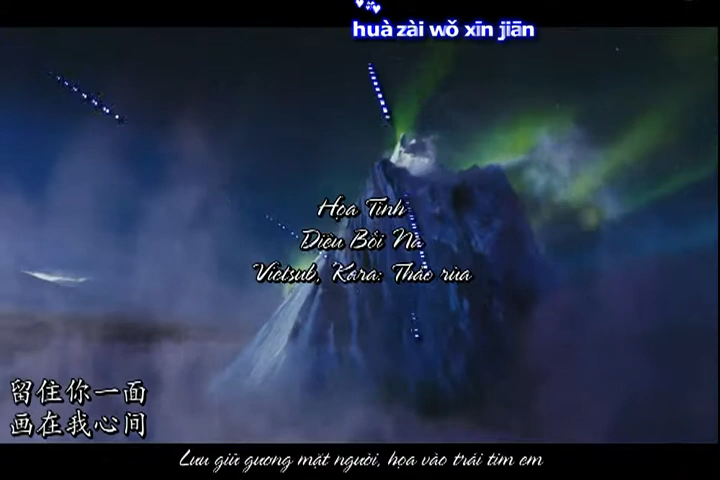 huà zài wǒ xīn jiān
Họa Tình
Diêu Bối Na
Vietsub, Kara: Thảo rùa
留住你一面
画在我心间
Lưu giữ gương mặt người, họa vào trái tim em